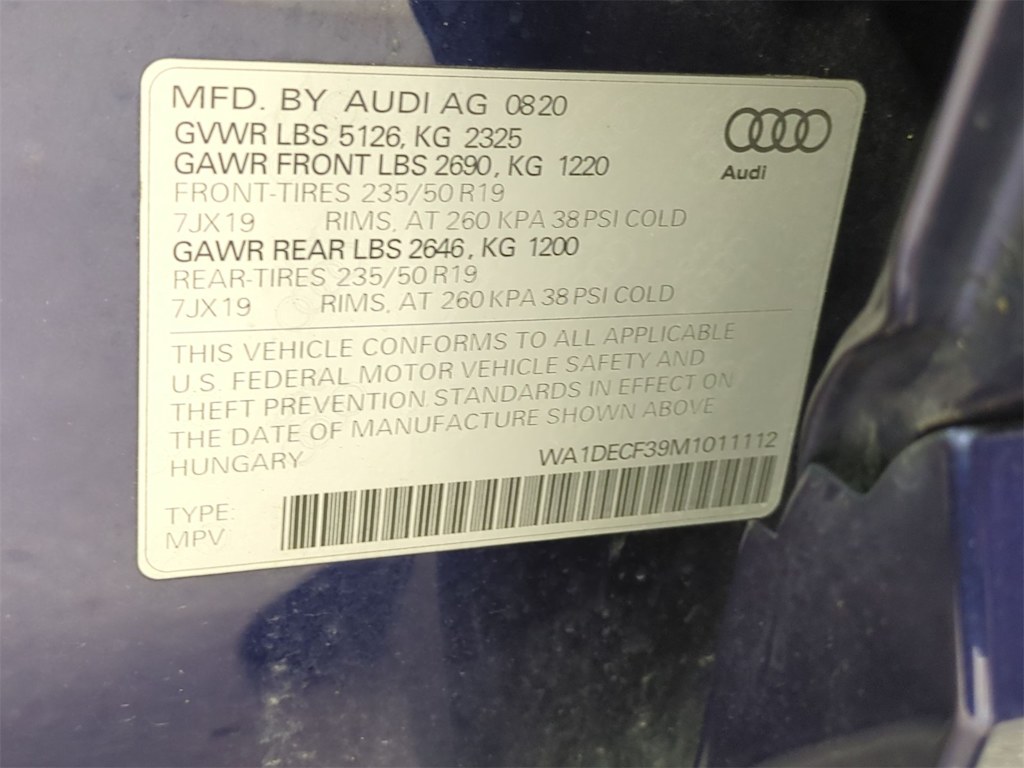 MFD. BY AUDI AG 0820
GVWR LBS 5126, KG 2325
GAWR FRONT LBS 2690, KG 1220
FRONT-TIRES 235/50 R19
7JX19 RIMS, AT 260 KPA 38 PSI COLD
GAWR REAR LBS 2646, KG 1200
REAR-TIRES 235/50 R19
7JX19 RIMS, AT 260 KPA 38 PSI COLD
Audi
THIS VEHICLE CONFORMS TO ALL APPLICABLE
U.S. FEDERAL MOTOR VEHICLE SAFETY AND
THEFT PREVENTION STANDARDS IN EFFECT ON
THE DATE OF MANUFACTURE SHOWN ABOVE
HUNGARY WA1DECF39M1011112
TYPE:
MPV